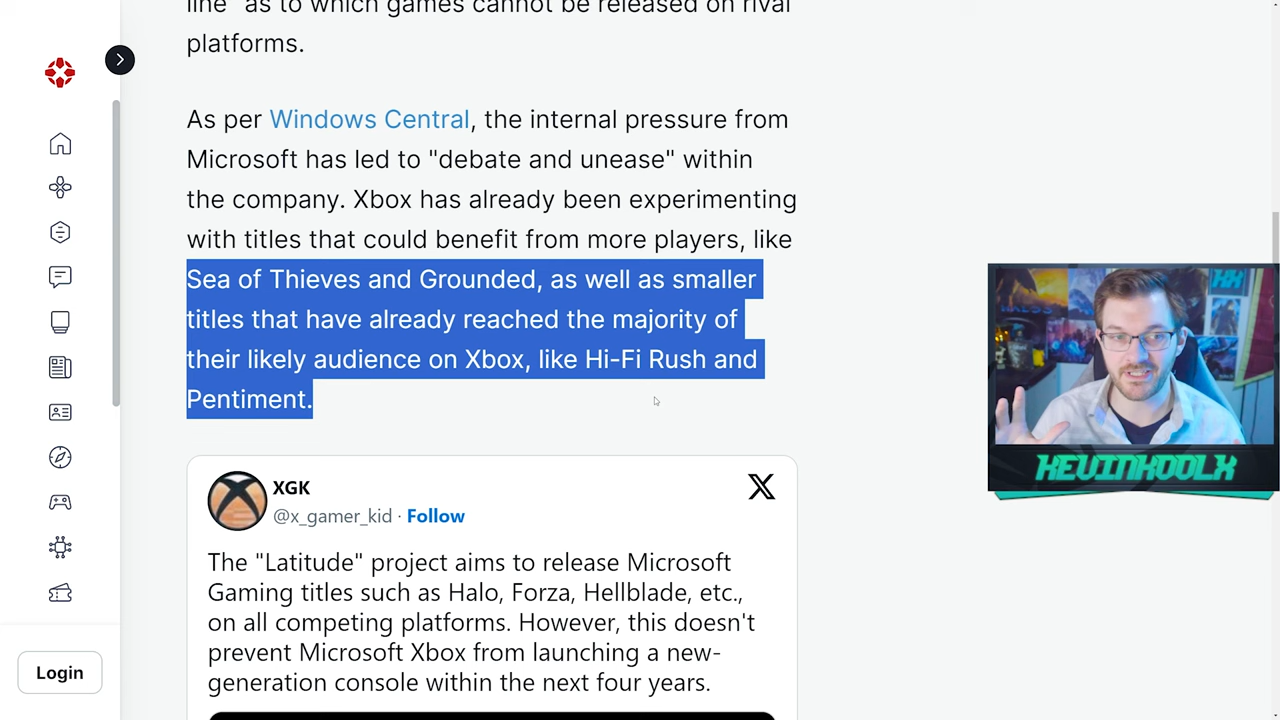 line" as to which games cannot be released on rival
platforms.
As per Windows Central, the internal pressure from
Microsoft has led to "debate and unease" within
the company. Xbox has already been experimenting
with titles that could benefit from more players, like
Sea of Thieves and Grounded, as well as smaller
titles that have already reached the majority of
their likely audience on Xbox, like Hi-Fi Rush and
Pentiment.
XGK
@x_gamer_kid · Follow
The "Latitude" project aims to release Microsoft
Gaming titles such as Halo, Forza, Hellblade, etc.,
on all competing platforms. However, this doesn't
prevent Microsoft Xbox from launching a new-
generation console within the next four years.
Login
KEVINKOOLX